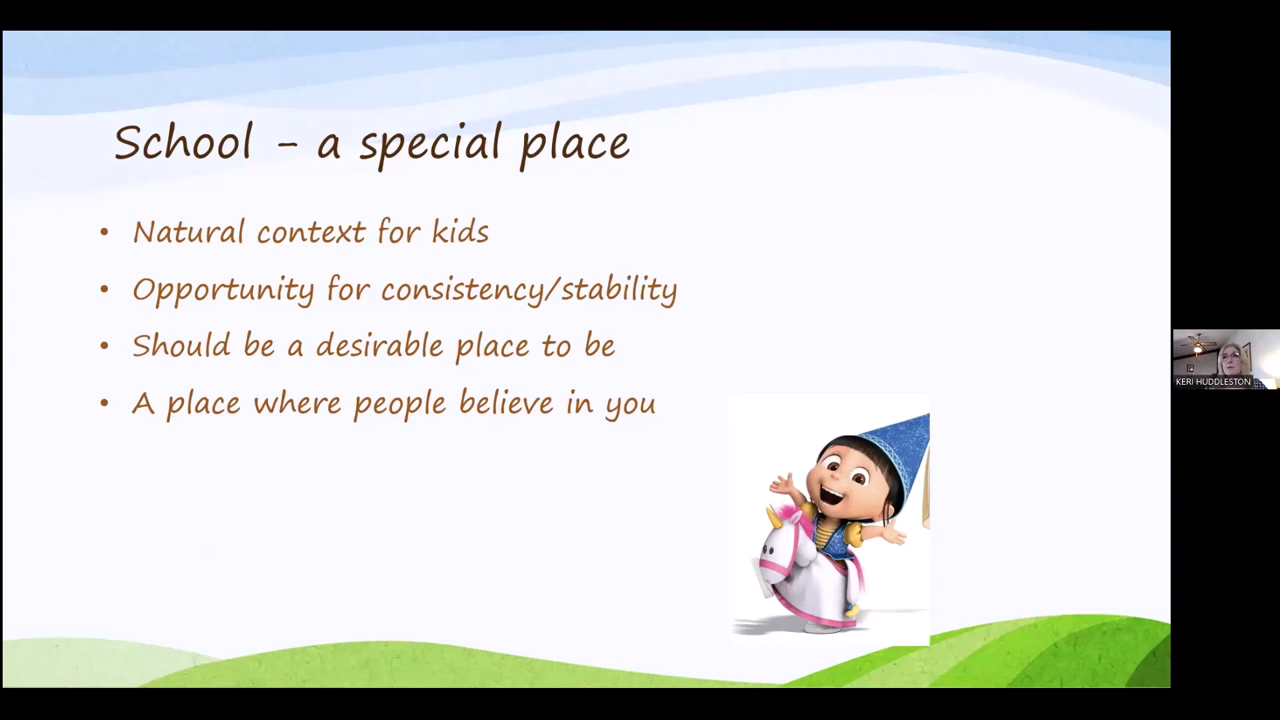 School - a special place
• Natural context for kids
• Opportunity for consistency/stability
• Should be a desirable place to be
• A place where people believe in you
KERI HUDDLESTON